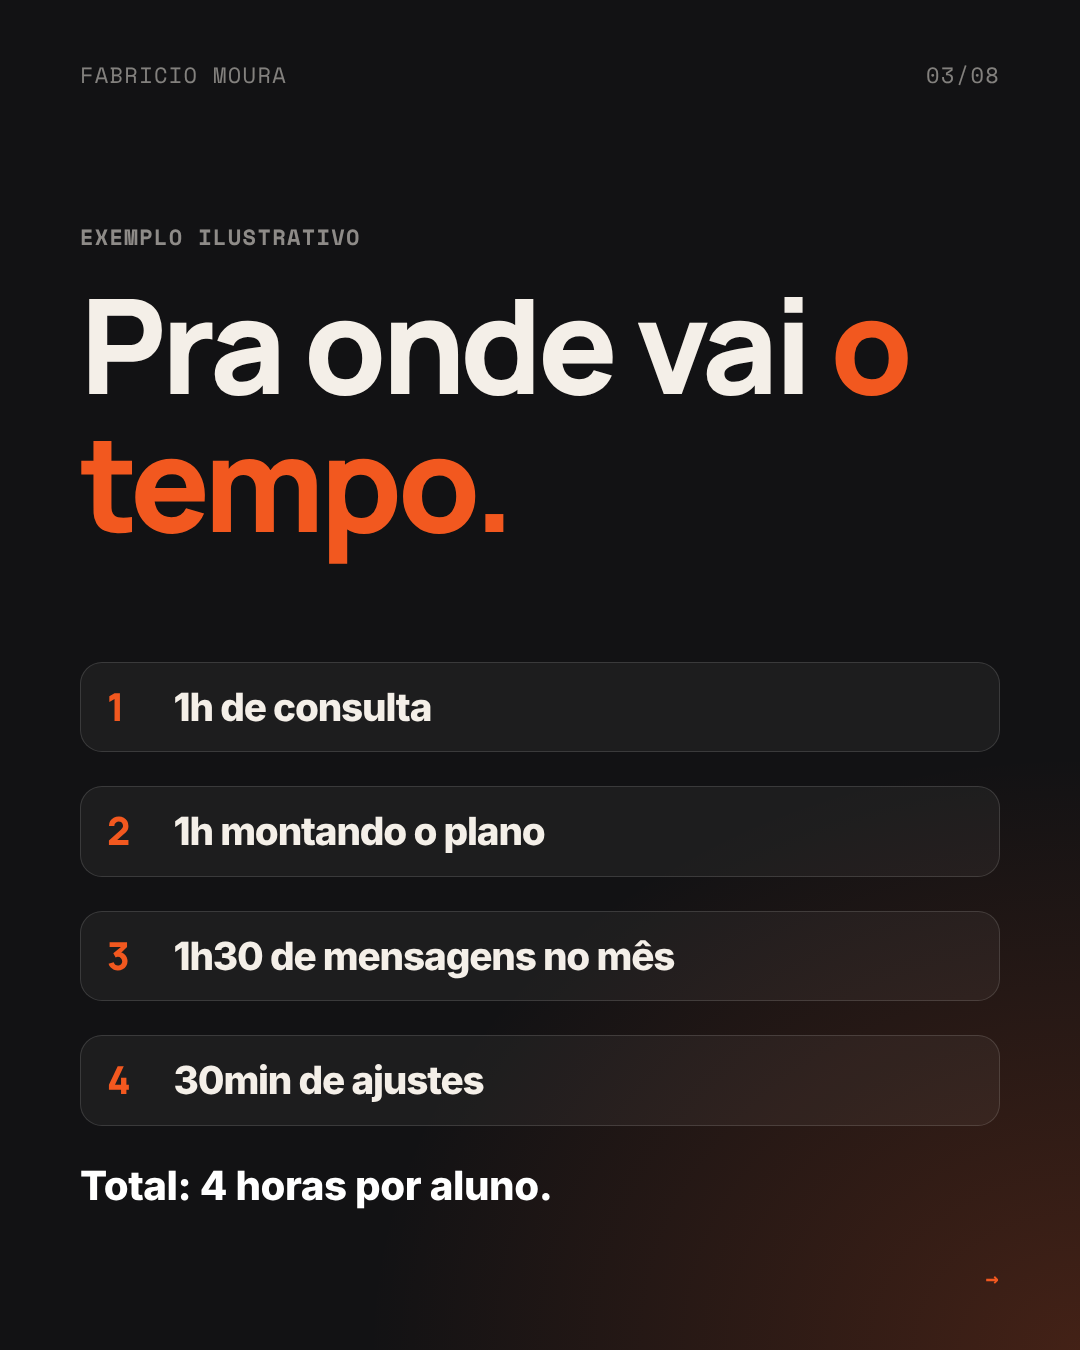 FABRICIO MOURA
03/08
EXEMPLO ILUSTRATIVO
Pra onde vai o
tempo.
1 1h de consulta
2 1h montando o plano
3 1h30 de mensagens no mês
4 30min de ajustes
Total: 4 horas por aluno.
→